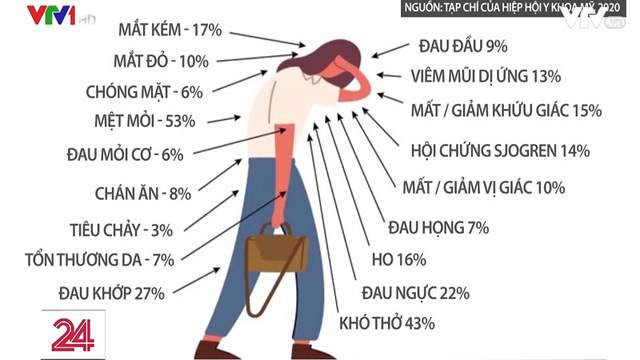 VTV1 HD
NGUỒN: TẠP CHÍ CỦA HIỆP HỘI Y KHOA MỸ, 2020
VTV
MẮT KÉM - 17%
MẮT ĐỎ - 10%
CHÓNG MẶT - 6%
MỆT MỎI - 53%
ĐAU MỎI CƠ - 6%
CHÁN ĂN - 8%
TIÊU CHẢY - 3%
TỔN THƯƠNG DA - 7%
ĐAU KHỚP 27%
ĐAU ĐẦU 9%
VIÊM MŨI DỊ ỨNG 13%
MẤT / GIẢM KHỨU GIÁC 15%
HỘI CHỨNG SJOGREN 14%
MẤT / GIẢM VỊ GIÁC 10%
ĐAU HỌNG 7%
HO 16%
ĐAU NGỰC 22%
KHÓ THỞ 43%
24